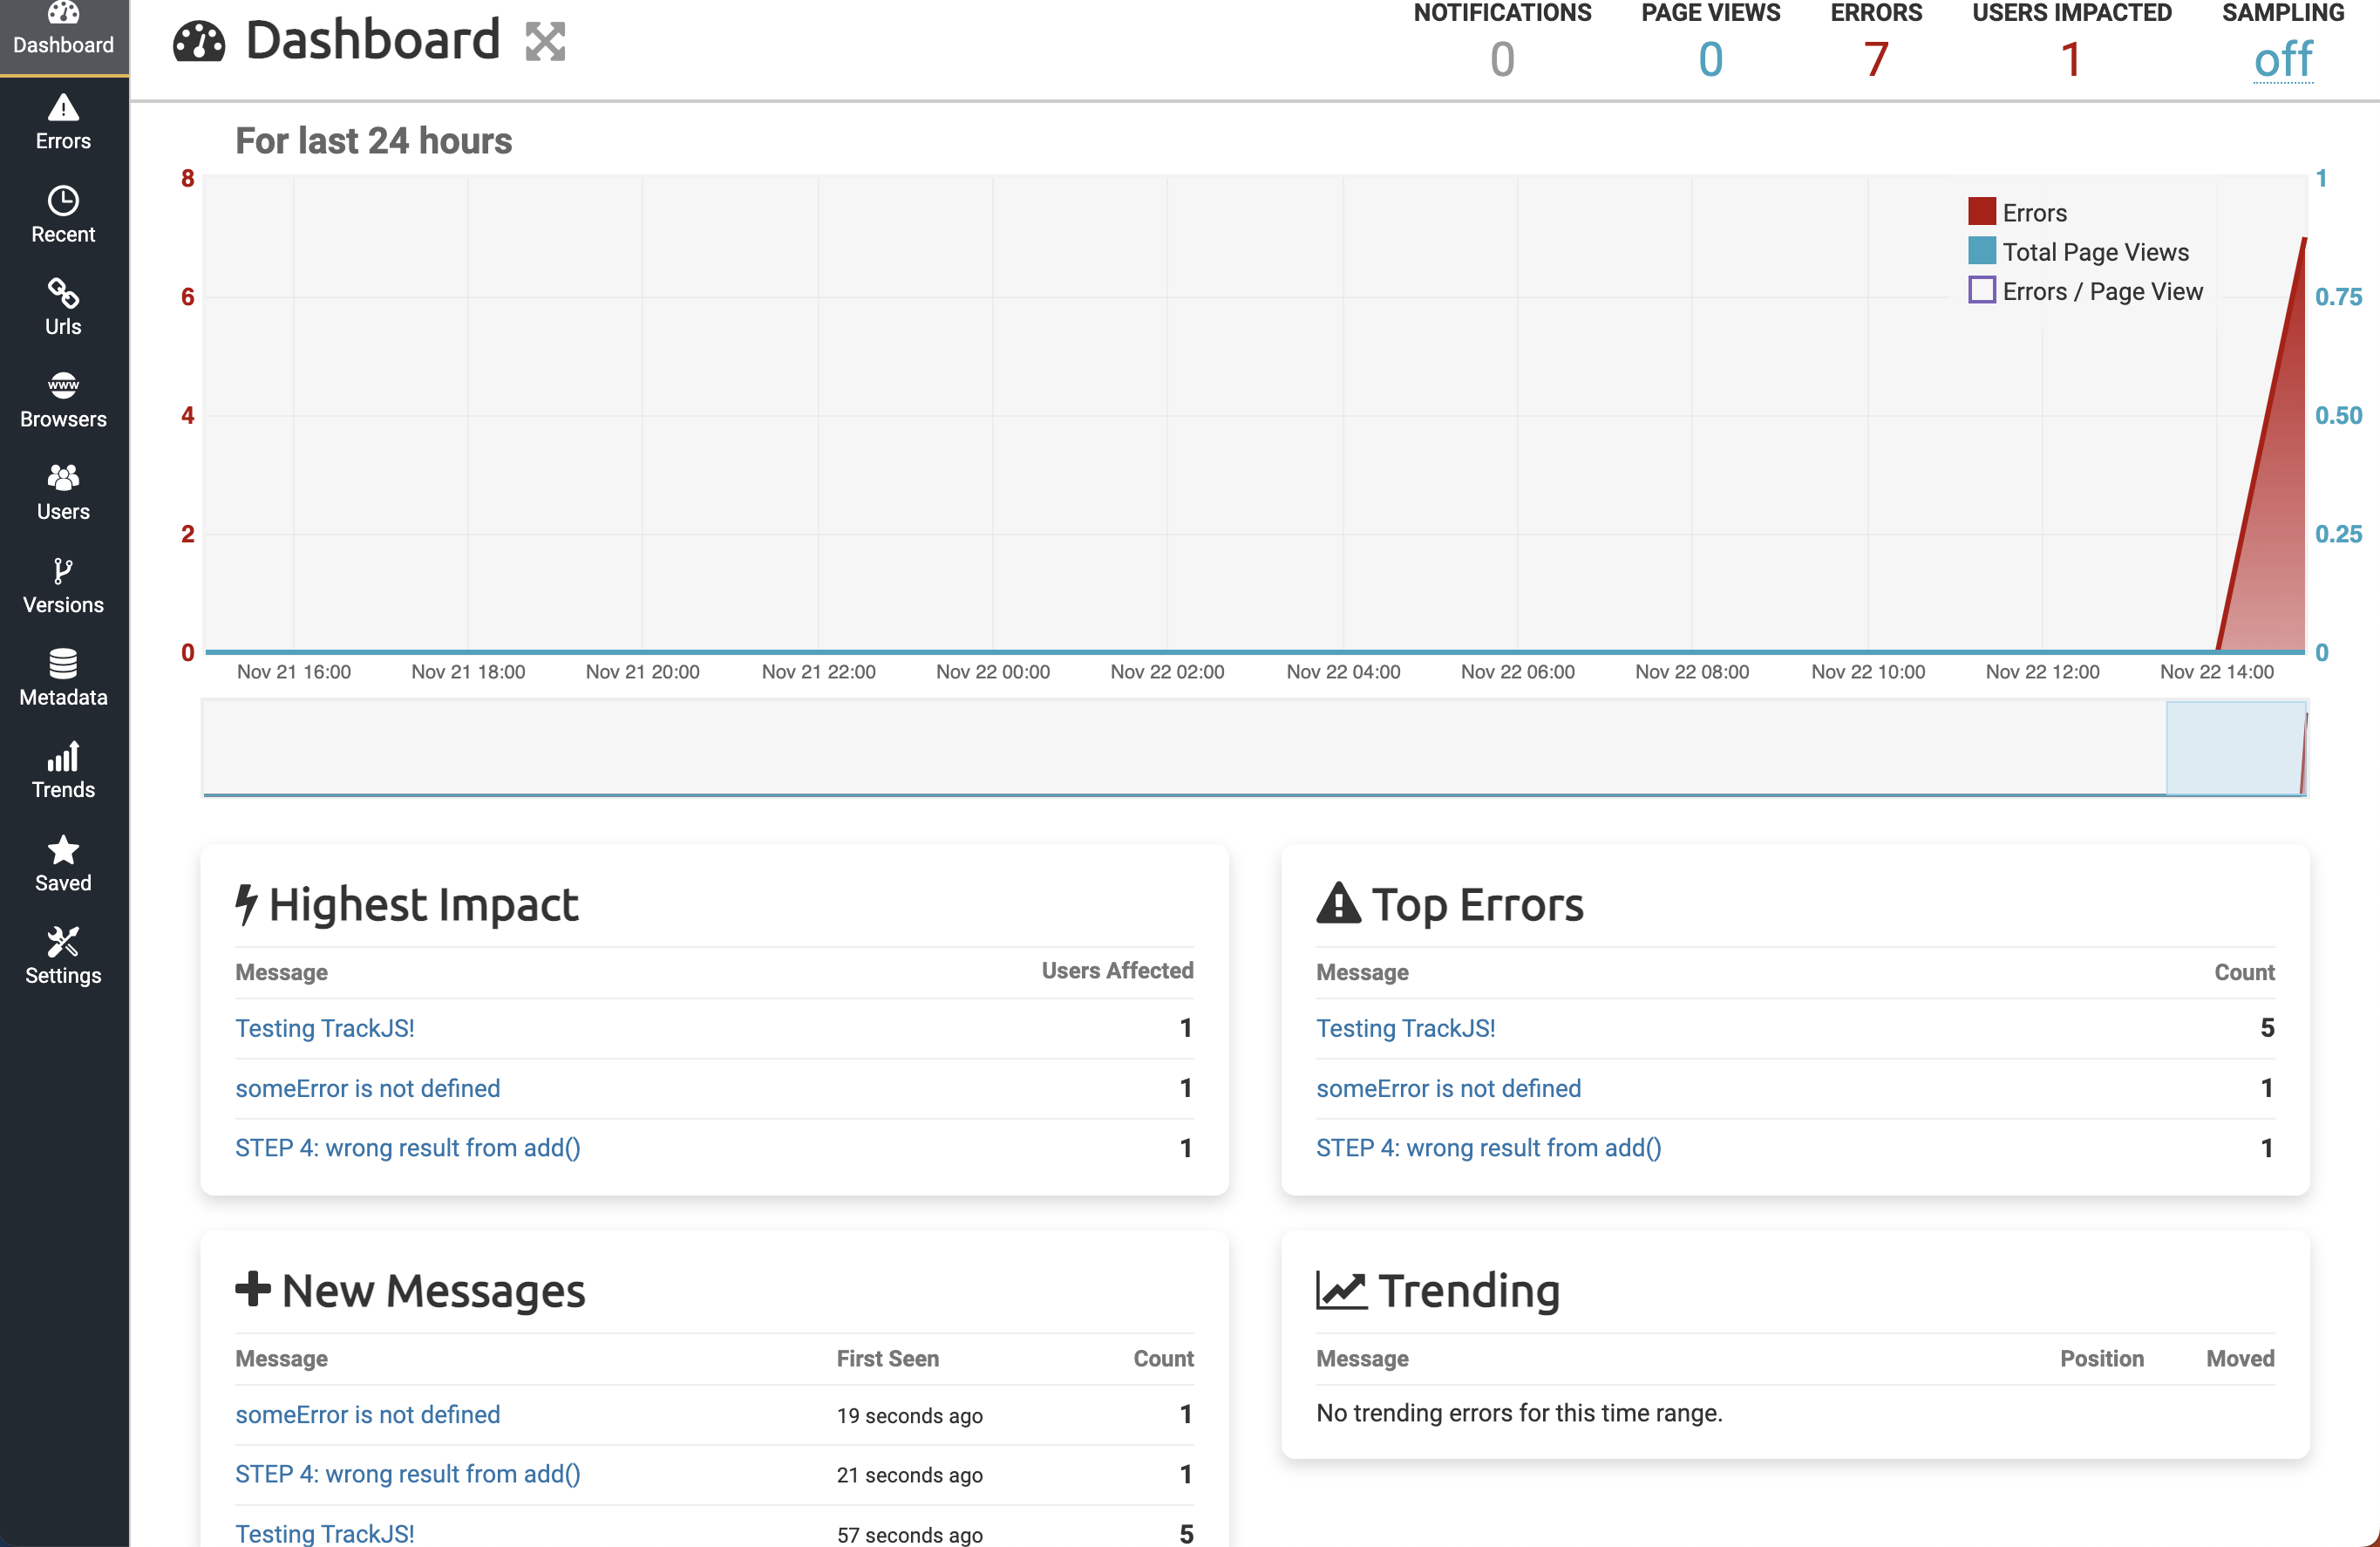 Dashboard
Errors
Recent
Urls
www
Browsers
Users
Versions
Metadata
Trends
Saved
Settings
Dashboard
NOTIFICATIONS PAGE VIEWS ERRORS USERS IMPACTED SAMPLING
0 0 7 1 off
For last 24 hours
8 1
Errors
Total Page Views
Errors / Page View
6 0.75
4 0.50
2 0.25
0 0
Nov 21 16:00 Nov 21 18:00 Nov 21 20:00 Nov 21 22:00 Nov 22 00:00 Nov 22 02:00 Nov 22 04:00 Nov 22 06:00 Nov 22 08:00 Nov 22 10:00 Nov 22 12:00 Nov 22 14:00
Highest Impact
Message Users Affected
Testing TrackJS! 1
someError is not defined 1
STEP 4: wrong result from add() 1
Top Errors
Message Count
Testing TrackJS! 5
someError is not defined 1
STEP 4: wrong result from add() 1
New Messages
Message First Seen Count
someError is not defined 19 seconds ago 1
STEP 4: wrong result from add() 21 seconds ago 1
Testing TrackJS! 57 seconds ago 5
Trending
Message Position Moved
No trending errors for this time range.